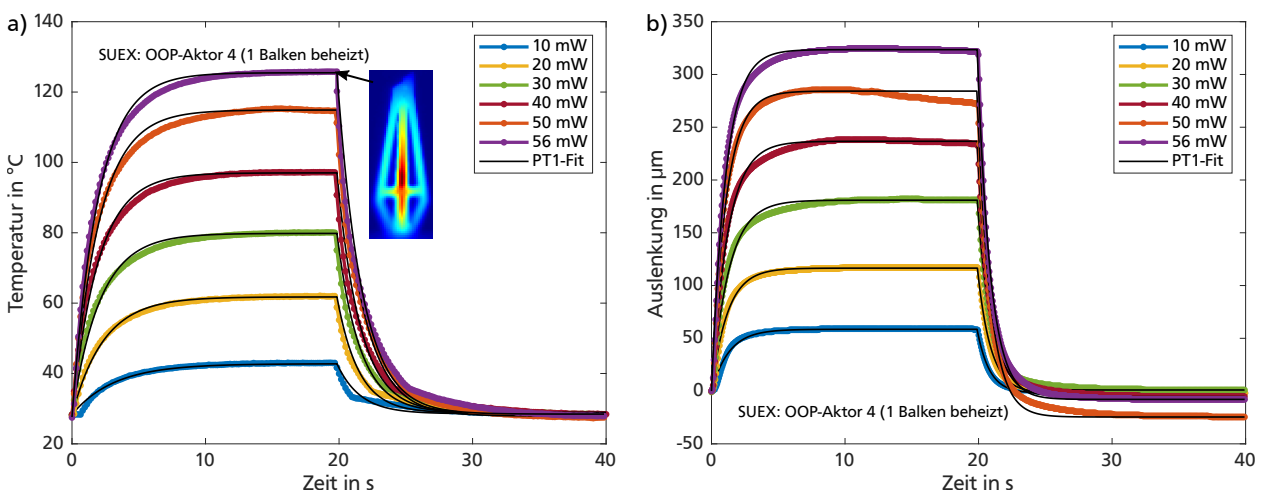 a)
140
120
100
80
60
40
20
Temperatur in °C
SUEX: OOP-Aktor 4 (1 Balken beheizt)
10 mW
20 mW
30 mW
40 mW
50 mW
56 mW
PT1-Fit
0
10
20
30
40
Zeit in s
b)
350
300
250
200
150
100
50
0
-50
Auslenkung in µm
10 mW
20 mW
30 mW
40 mW
50 mW
56 mW
PT1-Fit
SUEX: OOP-Aktor 4 (1 Balken beheizt)
0
10
20
30
40
Zeit in s